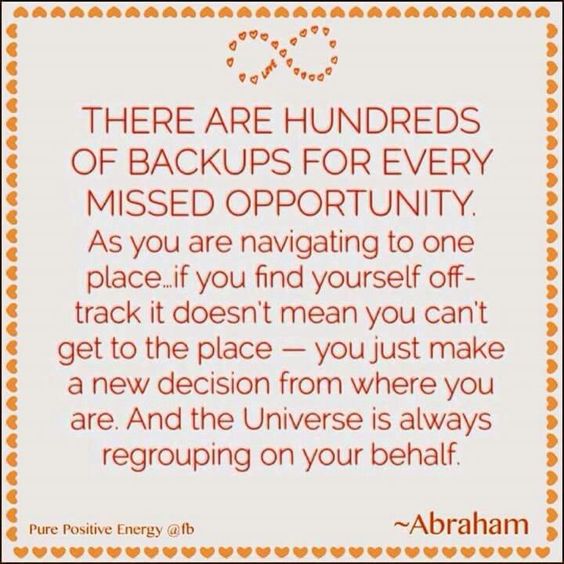 LOVE
THERE ARE HUNDREDS
OF BACKUPS FOR EVERY
MISSED OPPORTUNITY.
As you are navigating to one
place...if you find yourself off-
track it doesn't mean you can't
get to the place — you just make
a new decision from where you
are. And the Universe is always
regrouping on your behalf.
Pure Positive Energy @fb
~Abraham